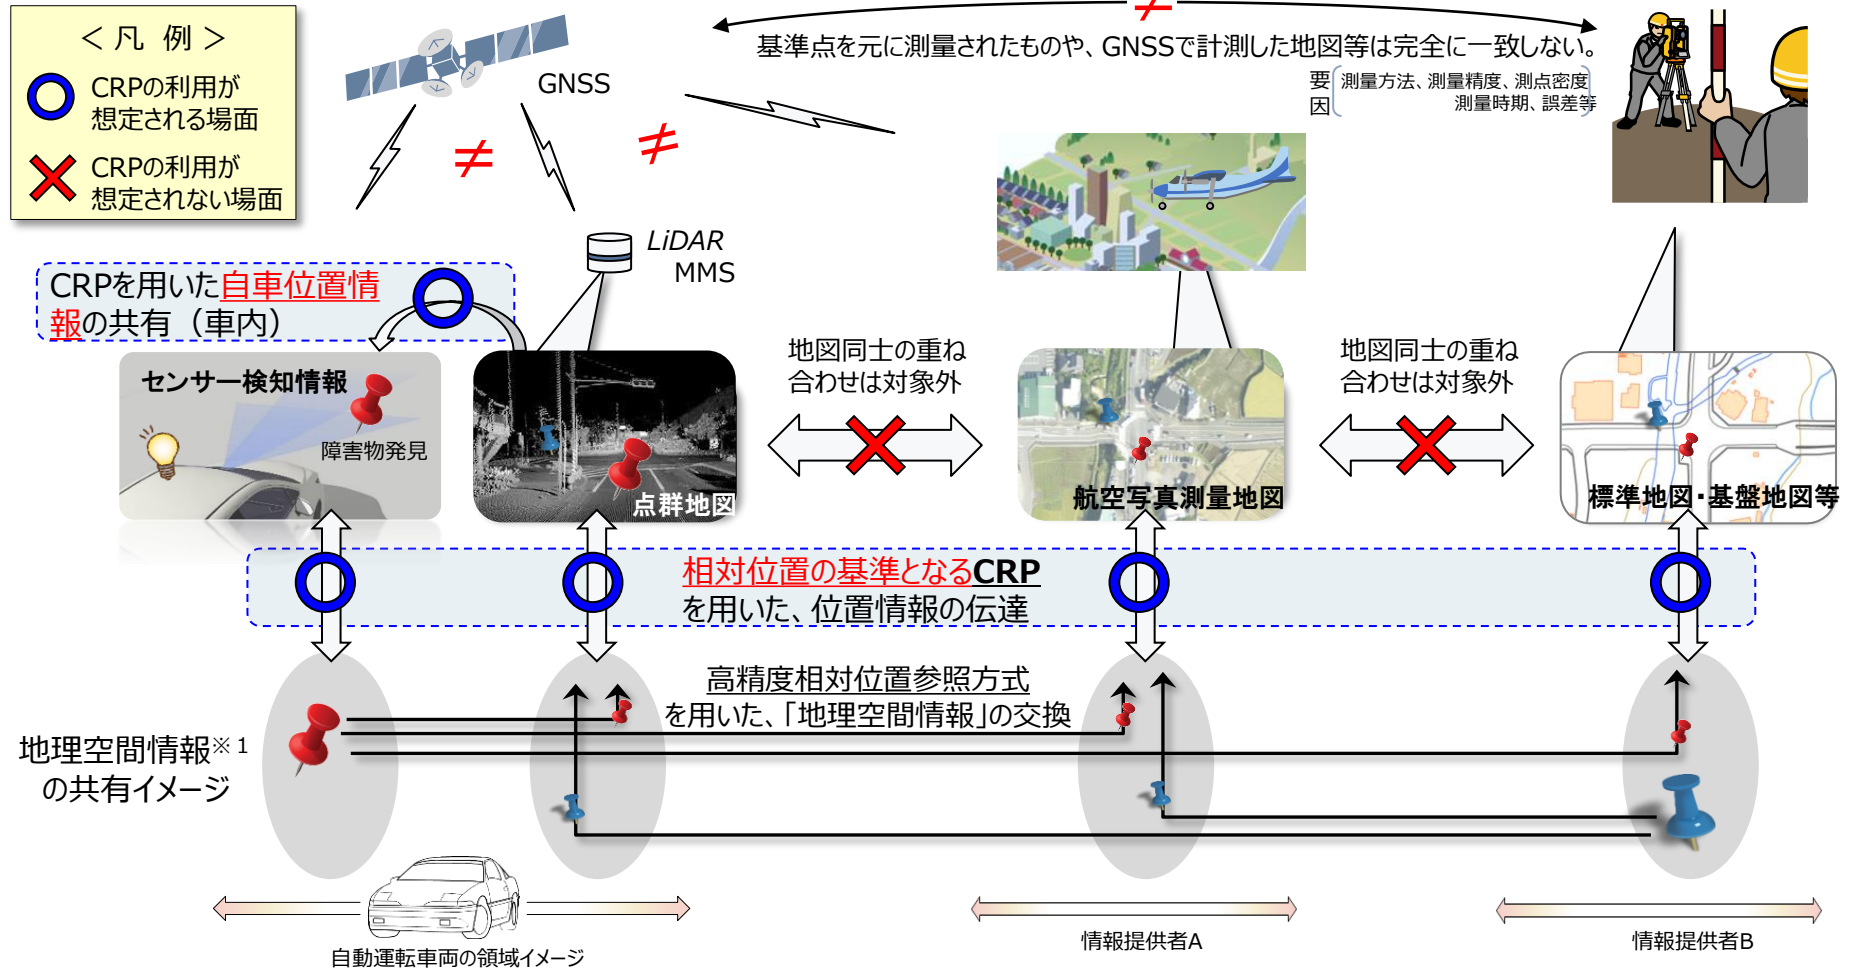 ＜凡 例＞
CRPの利用が
想定される場面
CRPの利用が
想定されない場面
GNSS
≠
≠
≠
基準点を元に測量されたものや、GNSSで計測した地図等は完全に一致しない。
要
因
測量方法、測量精度、測点密度
測量時期、誤差等
LiDAR
MMS
CRPを用いた自車位置情
報の共有（車内）
センサー検知情報
障害物発見
点群地図
地図同士の重ね
合わせは対象外
航空写真測量地図
地図同士の重ね
合わせは対象外
標準地図・基盤地図等
相対位置の基準となるCRP
を用いた、位置情報の伝達
高精度相対位置参照方式
を用いた、「地理空間情報」の交換
地理空間情報※1
の共有イメージ
自動運転車両の領域イメージ
情報提供者A
情報提供者B